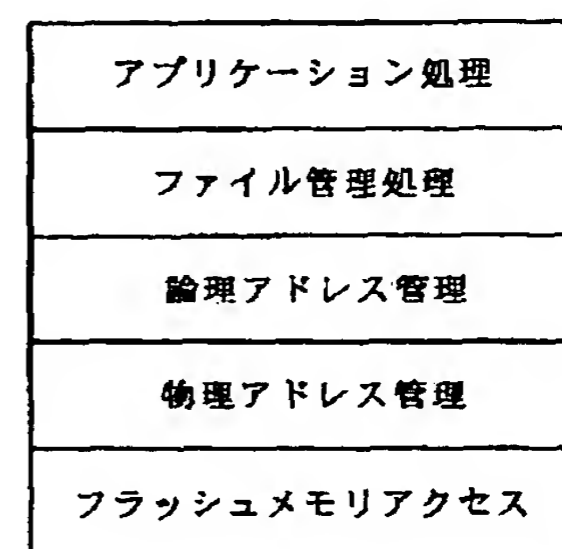 アプリケーション処理
ファイル管理処理
論理アドレス管理
物理アドレス管理
フラッシュメモリアクセス